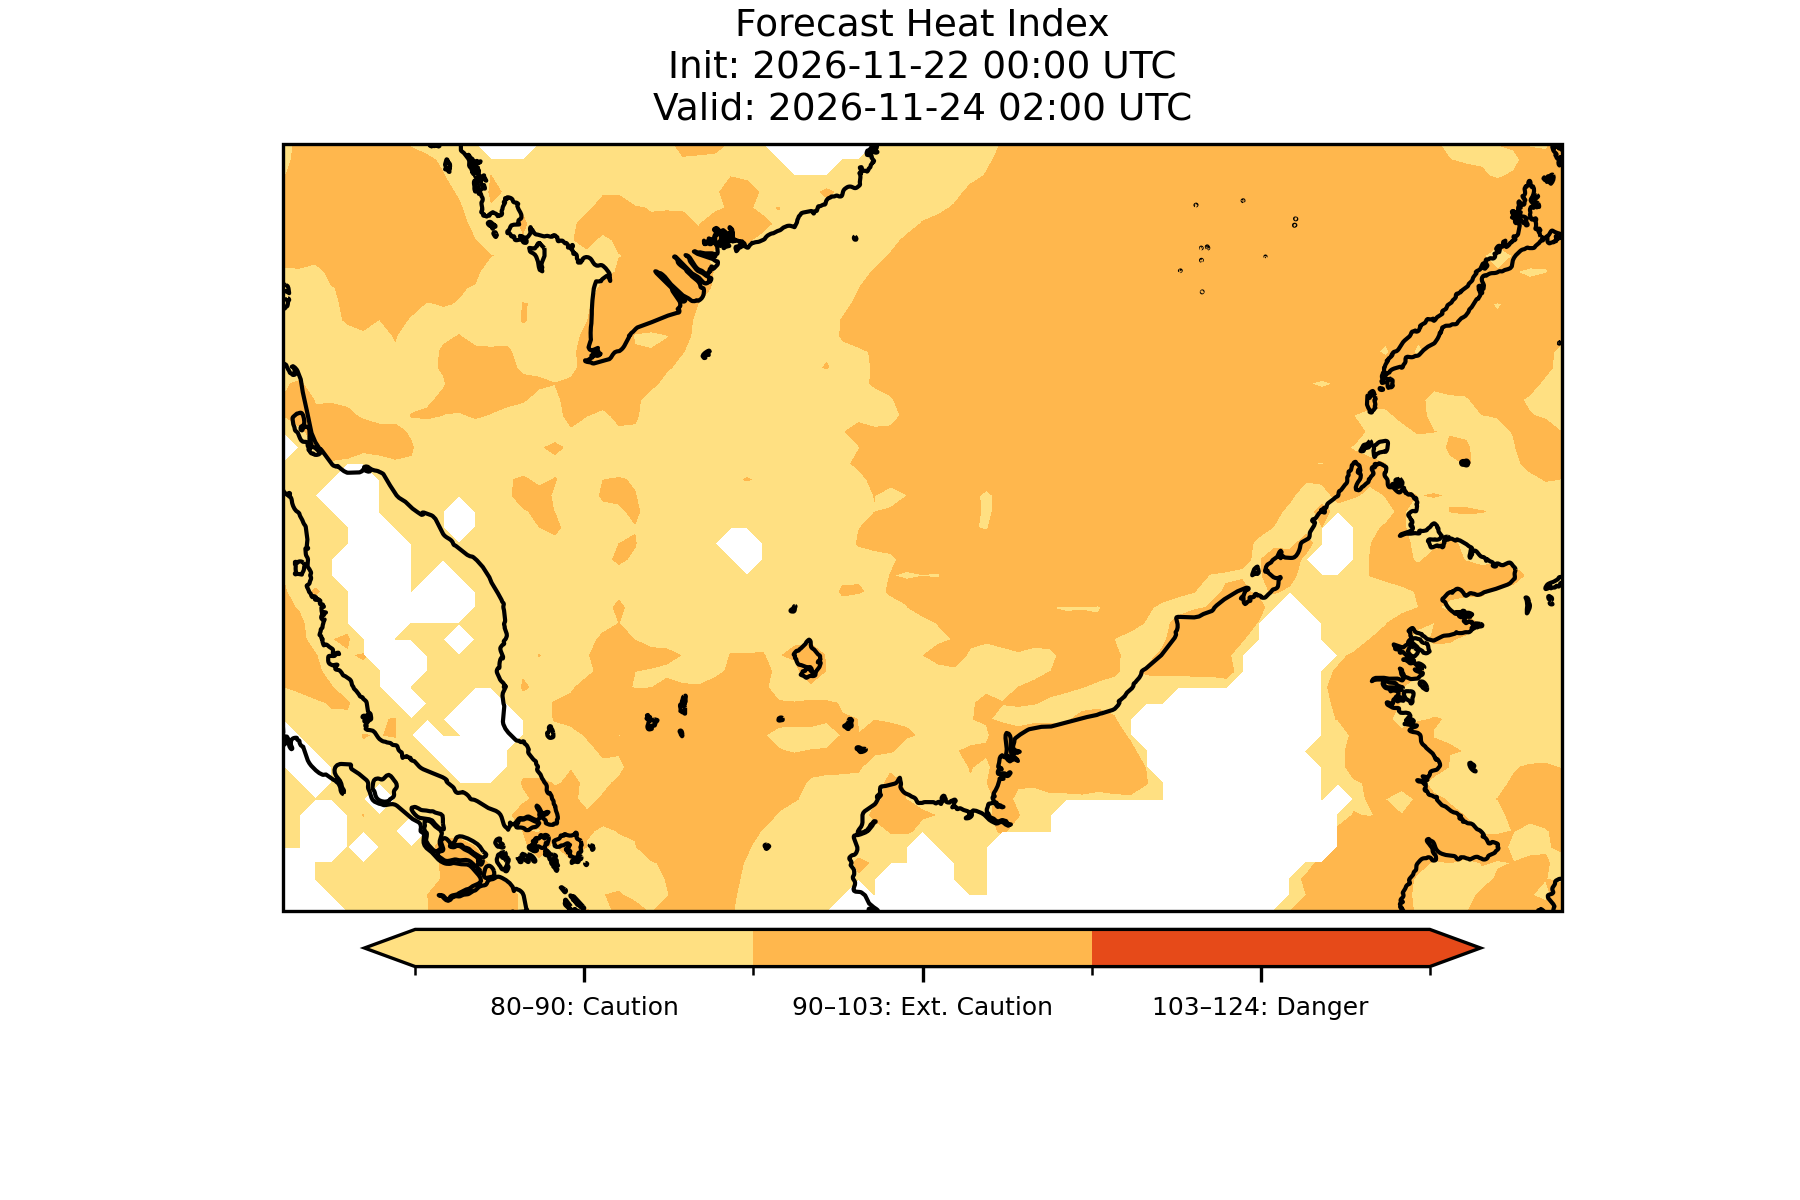 Forecast Heat Index
Init: 2026-11-22 00:00 UTC
Valid: 2026-11-24 02:00 UTC
80–90: Caution
90–103: Ext. Caution
103–124: Danger